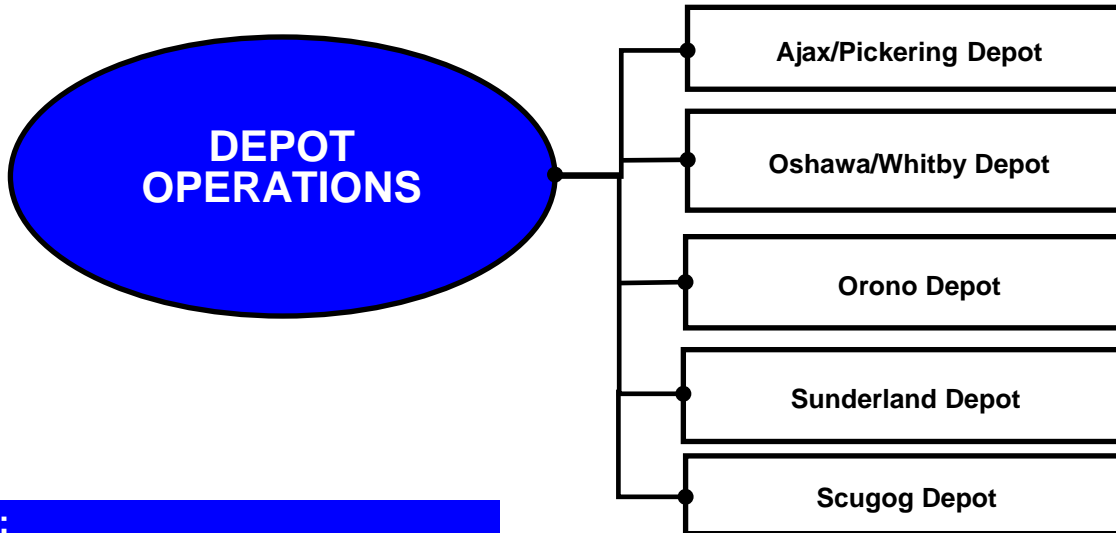 DEPOT
OPERATIONS
Ajax/Pickering Depot
Oshawa/Whitby Depot
Orono Depot
Sunderland Depot
Scugog Depot
: